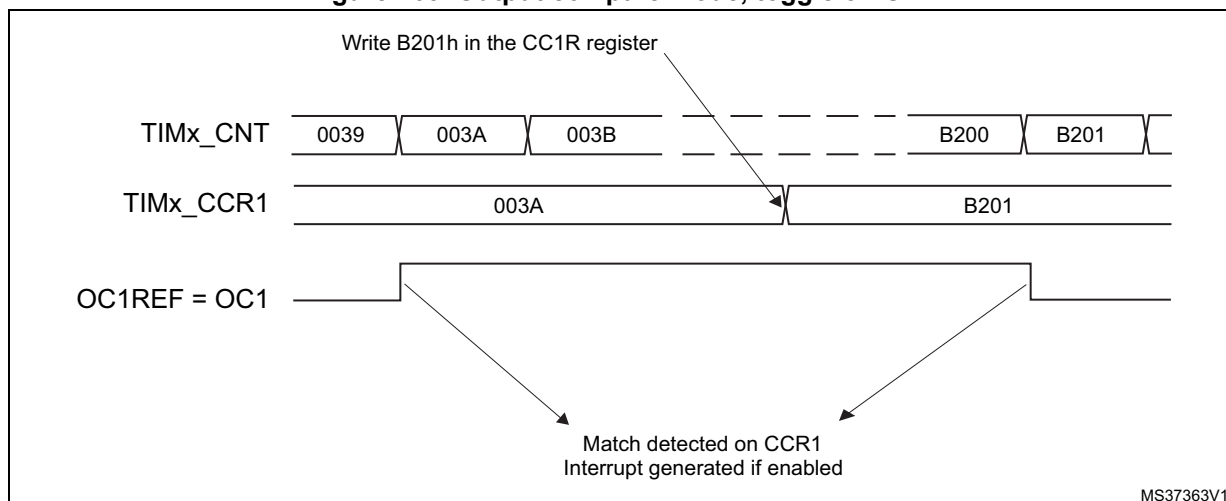 Write B201h in the CC1R register
TIMx_CNT 0039 003A 003B B200 B201
TIMx_CCR1 003A B201
OC1REF = OC1
Match detected on CCR1
Interrupt generated if enabled
MS37363V1